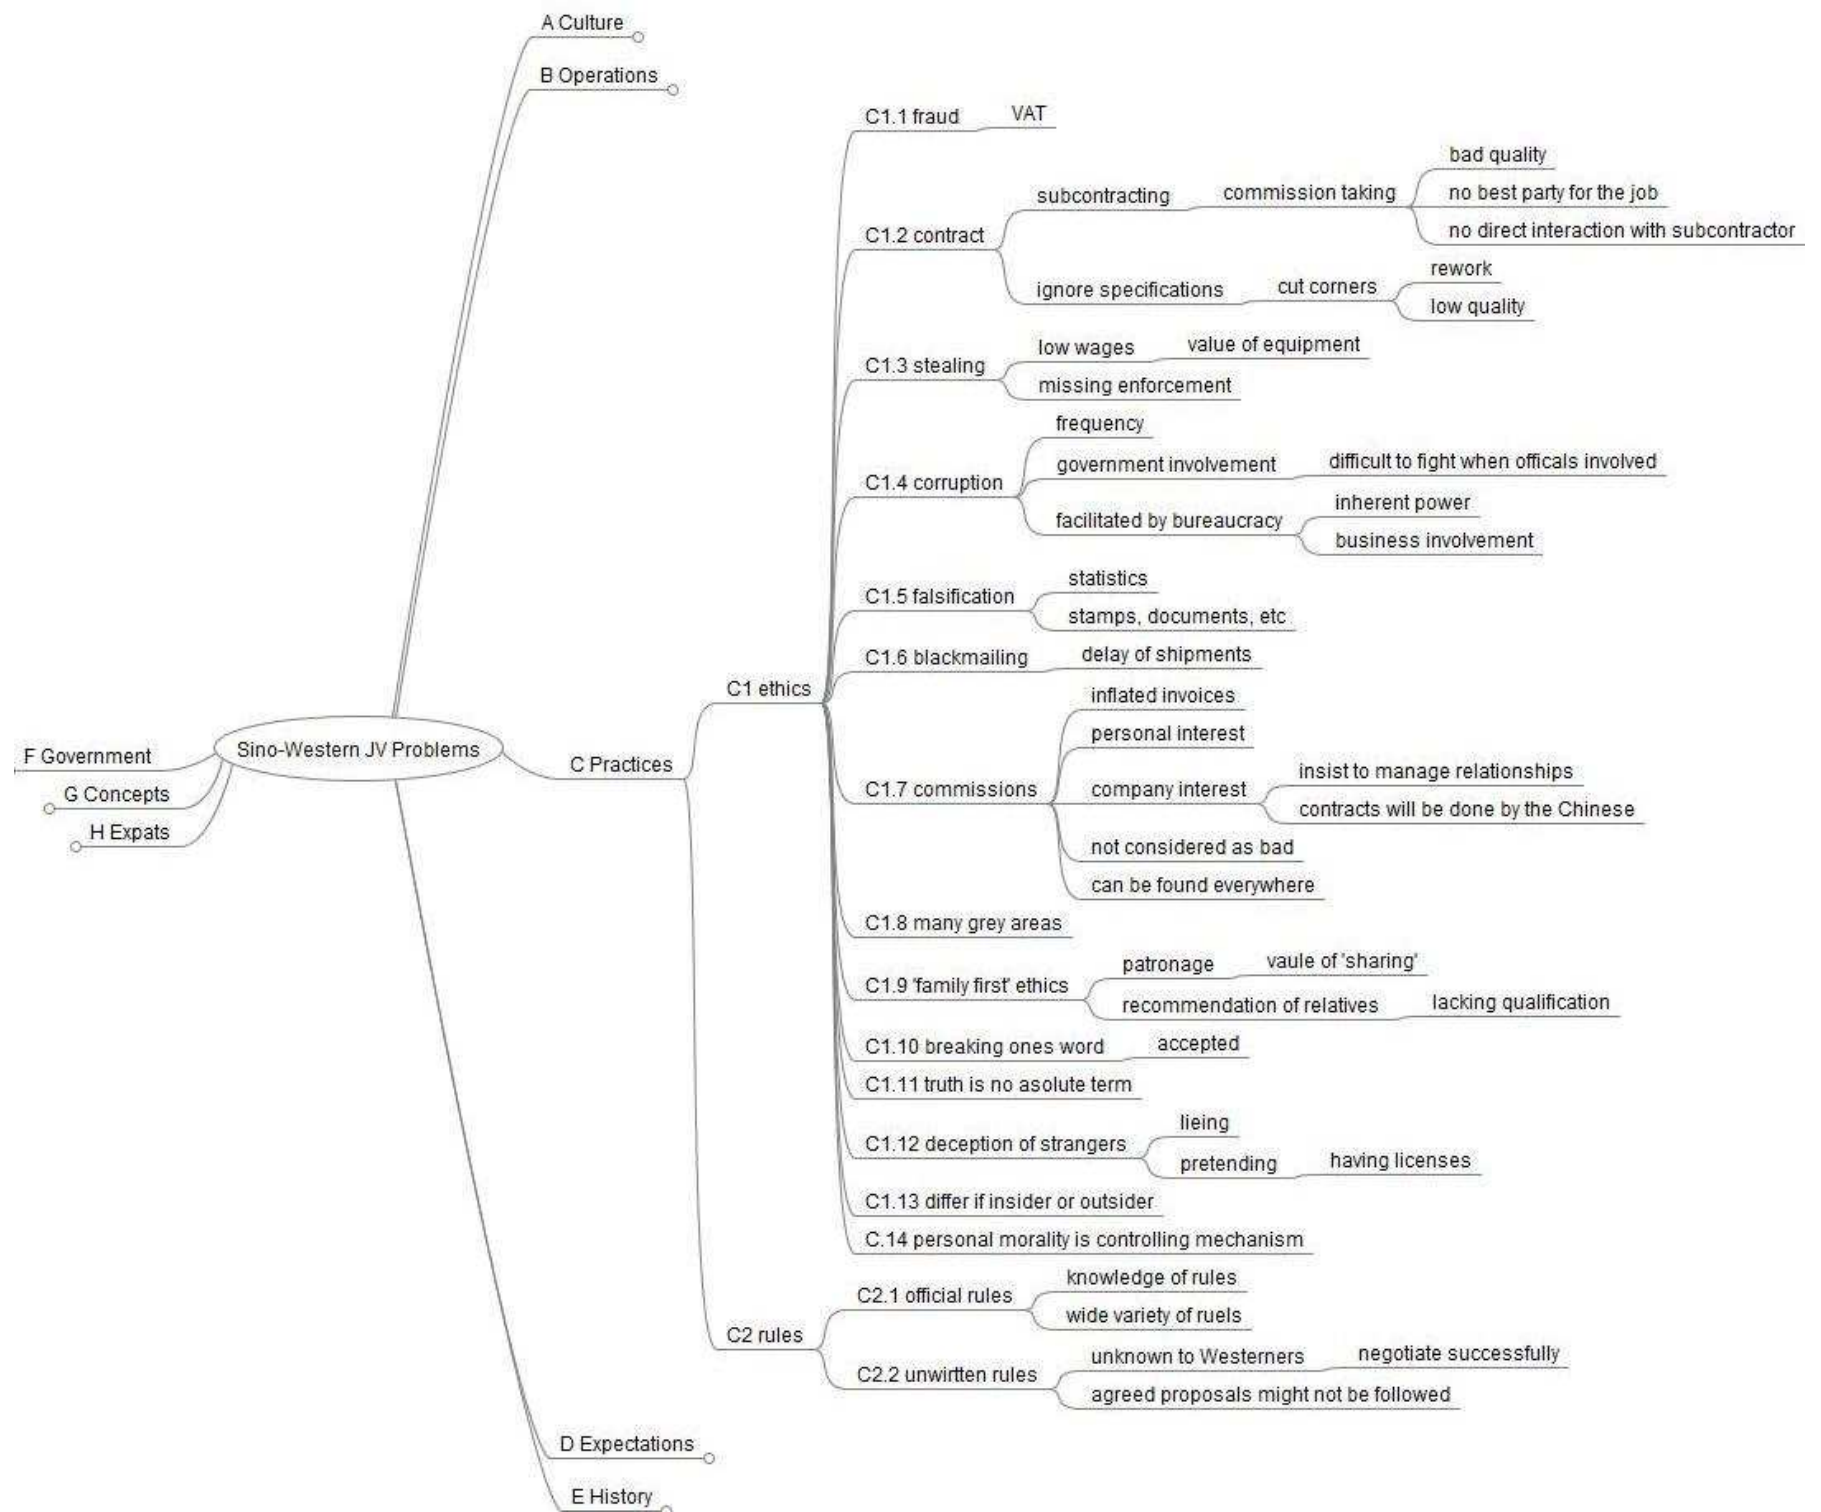 A Culture
B Operations
Sino-Western JV Problems
F Government
G Concepts
H Expats
C Practices
C1 ethics
C1.1 fraud
VAT
C1.2 contract
subcontracting
commission taking
bad quality
no best party for the job
no direct interaction with subcontractor
ignore specifications
cut corners
rework
low quality
C1.3 stealing
low wages
value of equipment
missing enforcement
C1.4 corruption
frequency
government involvement
difficult to fight when officals involved
facilitated by bureaucracy
inherent power
business involvement
C1.5 falsification
statistics
stamps, documents, etc
C1.6 blackmailing
delay of shipments
C1.7 commissions
inflated invoices
personal interest
company interest
insist to manage relationships
contracts will be done by the Chinese
not considered as bad
can be found everywhere
C1.8 many grey areas
C1.9 'family first' ethics
patronage
vaule of 'sharing'
recommendation of relatives
lacking qualification
C1.10 breaking ones word
accepted
C1.11 truth is no asolute term
C1.12 deception of strangers
lieing
pretending
having licenses
C1.13 differ if insider or outsider
C.14 personal morality is controlling mechanism
C2 rules
C2.1 official rules
knowledge of rules
wide variety of ruels
C2.2 unwirtten rules
unknown to Westerners
negotiate successfully
agreed proposals might not be followed
D Expectations
E History